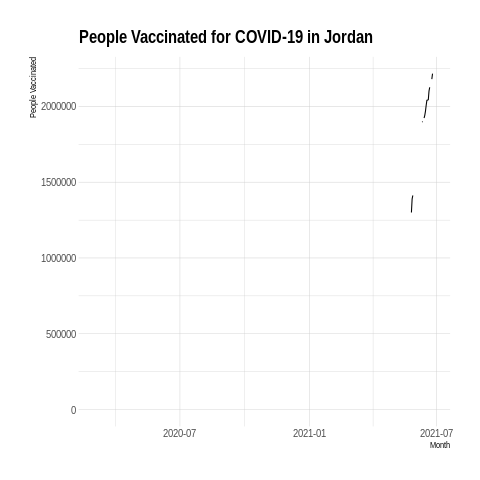 People Vaccinated for COVID-19 in Jordan
People Vaccinated
2000000
1500000
1000000
500000
0
2020-07 2021-01 2021-07
Month